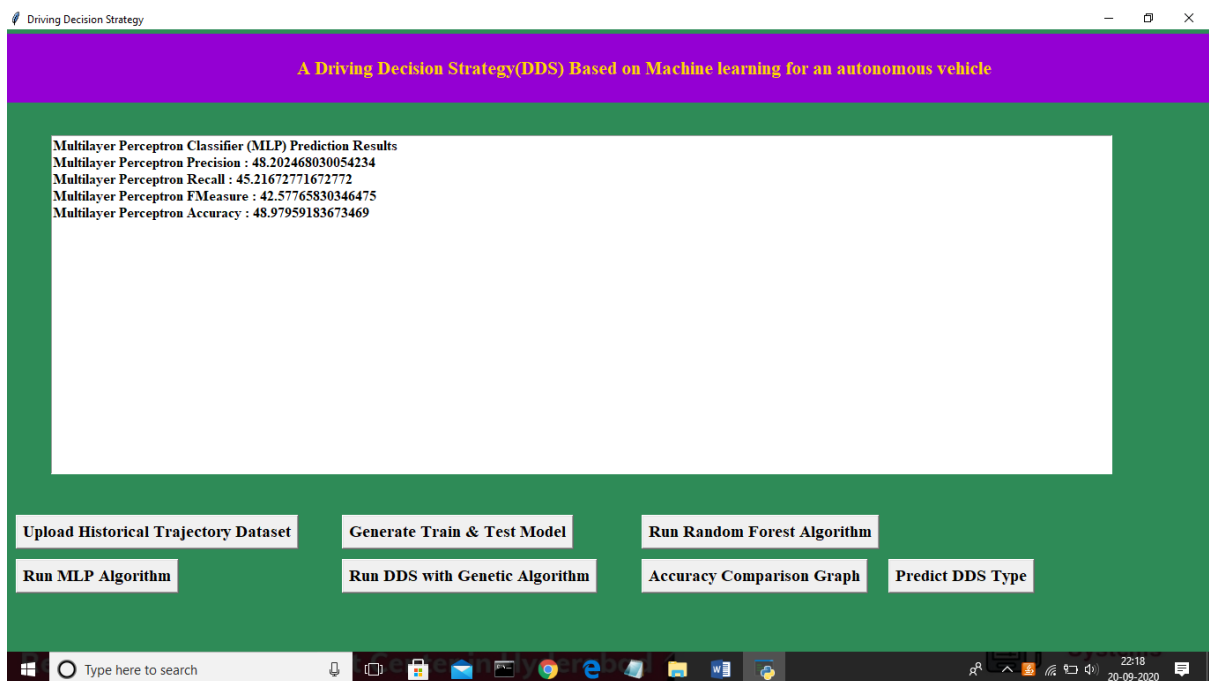 Driving Decision Strategy
A Driving Decision Strategy(DDS) Based on Machine learning for an autonomous vehicle
Multilayer Perceptron Classifier (MLP) Prediction Results
Multilayer Perceptron Precision : 48.202468030054234
Multilayer Perceptron Recall : 45.21672771672772
Multilayer Perceptron FMeasure : 42.57765830346475
Multilayer Perceptron Accuracy : 48.97959183673469
Upload Historical Trajectory Dataset
Generate Train & Test Model
Run Random Forest Algorithm
Run MLP Algorithm
Run DDS with Genetic Algorithm
Accuracy Comparison Graph
Predict DDS Type
Type here to search
22:18
20-09-2020